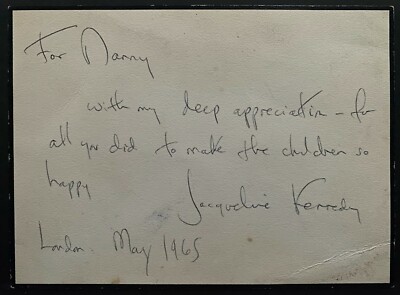 For Nanny
with my deep appreciation – for
all you did to make the children so
happy
Jacqueline Kennedy
London May 1965